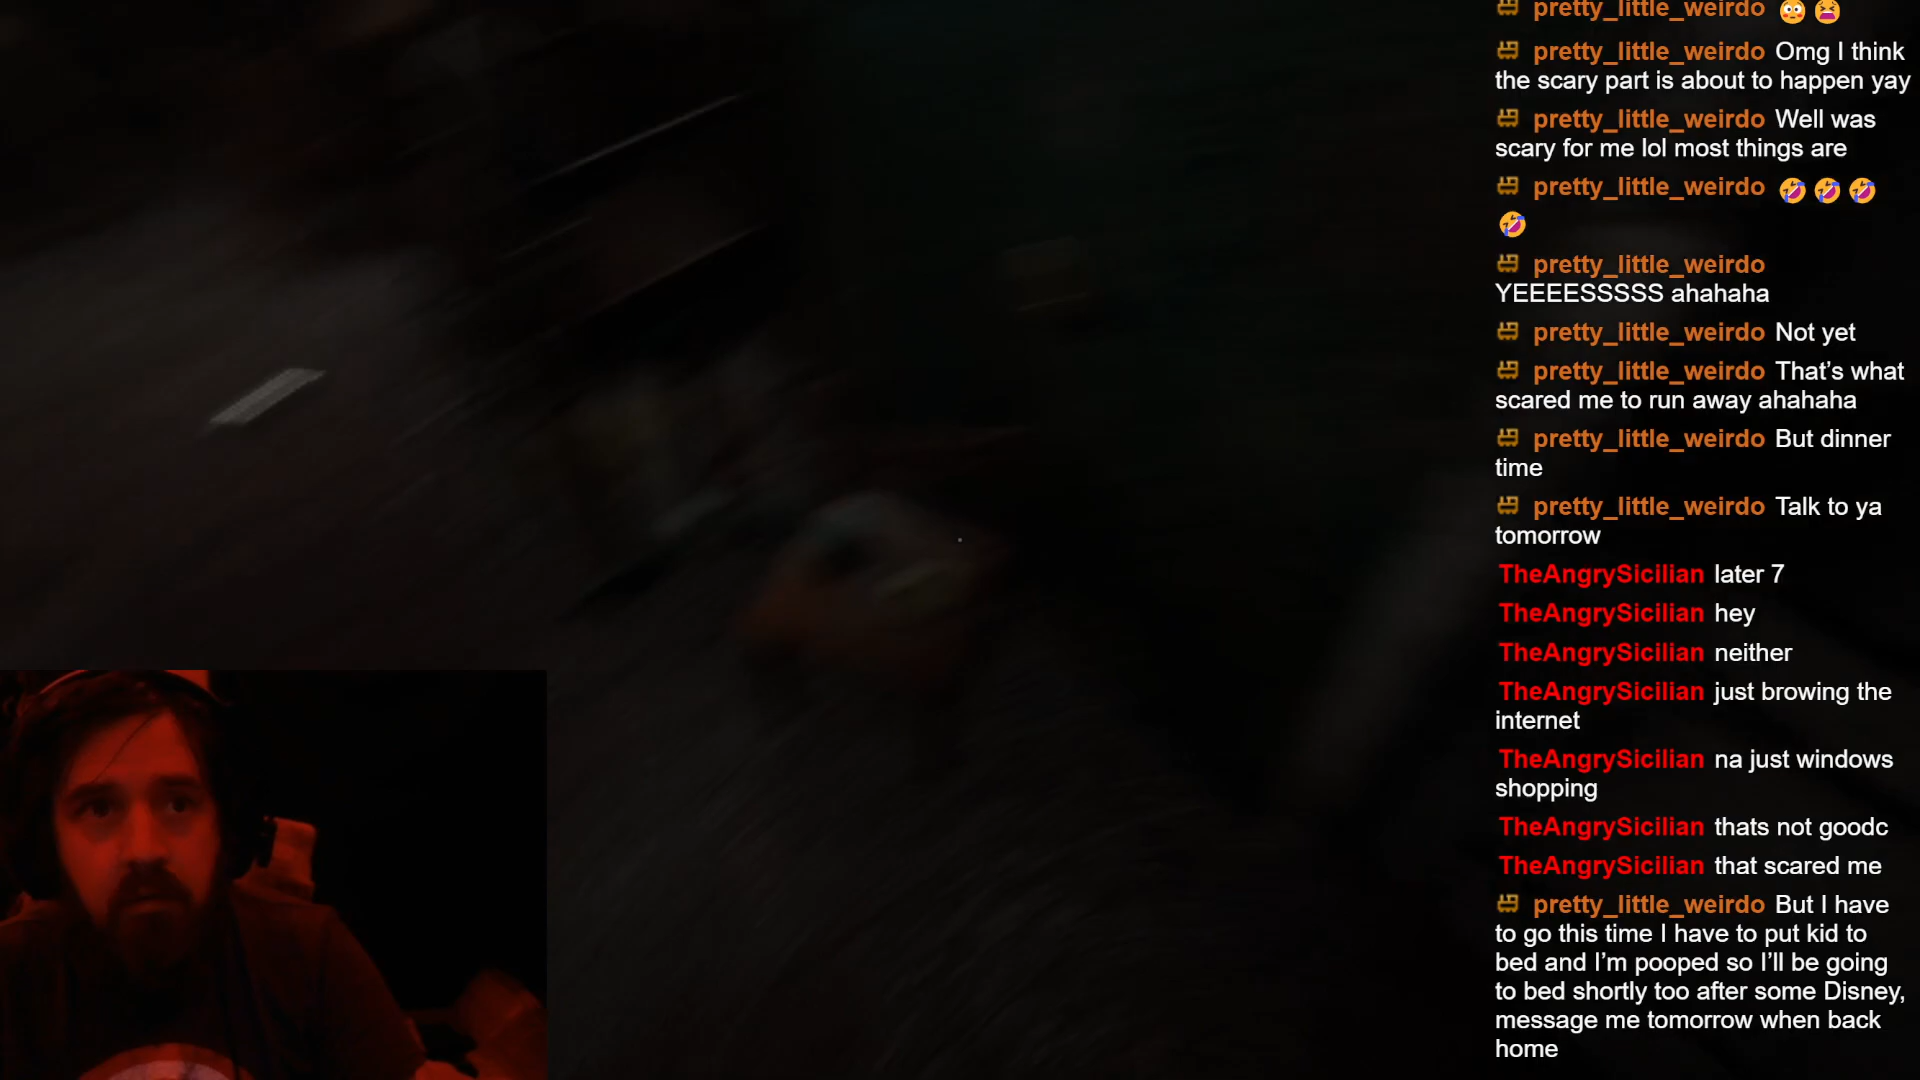 pretty_little_weirdo 😳 😫
pretty_little_weirdo Omg I think
the scary part is about to happen yay
pretty_little_weirdo Well was
scary for me lol most things are
pretty_little_weirdo 🤣 🤣 🤣
🤣
pretty_little_weirdo
YEEEESSSSS ahahaha
pretty_little_weirdo Not yet
pretty_little_weirdo That’s what
scared me to run away ahahaha
pretty_little_weirdo But dinner
time
pretty_little_weirdo Talk to ya
tomorrow
TheAngrySicilian later 7
TheAngrySicilian hey
TheAngrySicilian neither
TheAngrySicilian just browing the
internet
TheAngrySicilian na just windows
shopping
TheAngrySicilian thats not goodc
TheAngrySicilian that scared me
pretty_little_weirdo But I have
to go this time I have to put kid to
bed and I’m pooped so I’ll be going
to bed shortly too after some Disney,
message me tomorrow when back
home